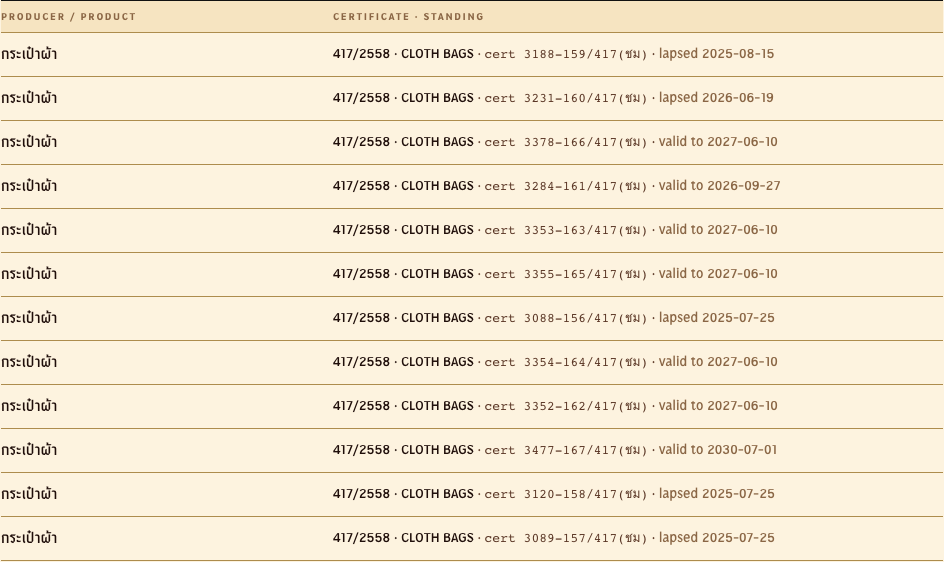 PRODUCER / PRODUCT CERTIFICATE · STANDING
กระเป๋าผ้า 417/2558 · CLOTH BAGS · cert 3188-159/417(ชม) · lapsed 2025-08-15
กระเป๋าผ้า 417/2558 · CLOTH BAGS · cert 3231-160/417(ชม) · lapsed 2026-06-19
กระเป๋าผ้า 417/2558 · CLOTH BAGS · cert 3378-166/417(ชม) · valid to 2027-06-10
กระเป๋าผ้า 417/2558 · CLOTH BAGS · cert 3284-161/417(ชม) · valid to 2026-09-27
กระเป๋าผ้า 417/2558 · CLOTH BAGS · cert 3353-163/417(ชม) · valid to 2027-06-10
กระเป๋าผ้า 417/2558 · CLOTH BAGS · cert 3355-165/417(ชม) · valid to 2027-06-10
กระเป๋าผ้า 417/2558 · CLOTH BAGS · cert 3088-156/417(ชม) · lapsed 2025-07-25
กระเป๋าผ้า 417/2558 · CLOTH BAGS · cert 3354-164/417(ชม) · valid to 2027-06-10
กระเป๋าผ้า 417/2558 · CLOTH BAGS · cert 3352-162/417(ชม) · valid to 2027-06-10
กระเป๋าผ้า 417/2558 · CLOTH BAGS · cert 3477-167/417(ชม) · valid to 2030-07-01
กระเป๋าผ้า 417/2558 · CLOTH BAGS · cert 3120-158/417(ชม) · lapsed 2025-07-25
กระเป๋าผ้า 417/2558 · CLOTH BAGS · cert 3089-157/417(ชม) · lapsed 2025-07-25